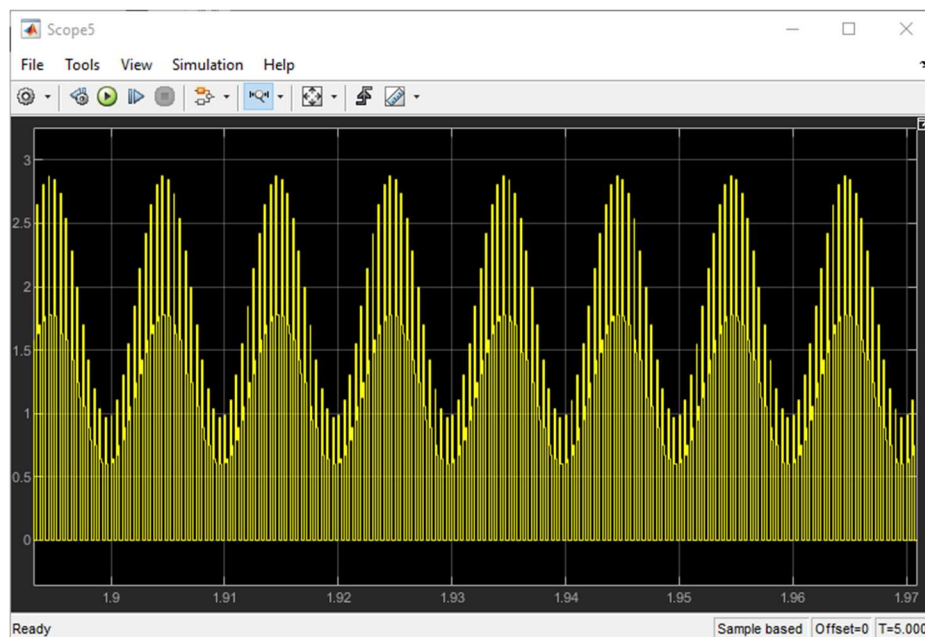 Scope5
File Tools View Simulation Help
3
2.5
2
1.5
1
0.5
0
1.9 1.91 1.92 1.93 1.94 1.95 1.96 1.97
Ready Sample based Offset=0 T=5.000